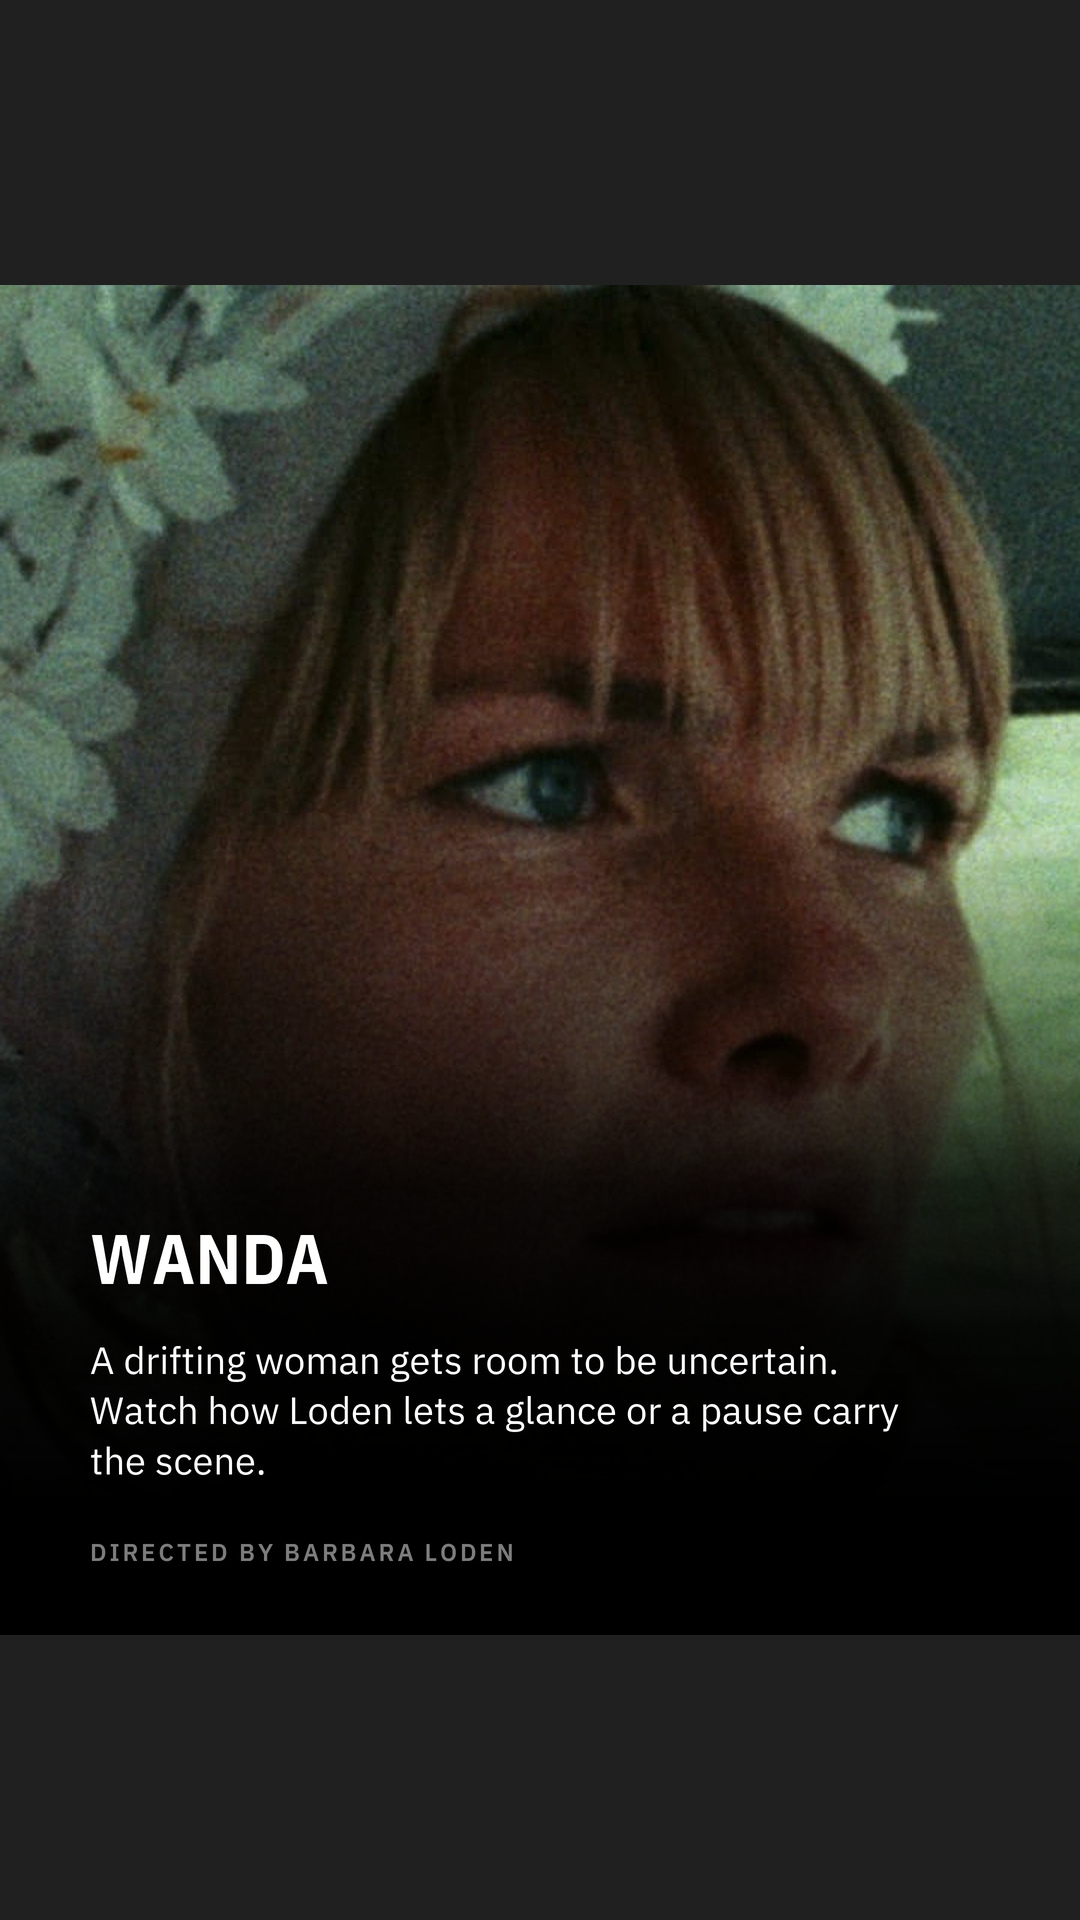 WANDA
A drifting woman gets room to be uncertain.
Watch how Loden lets a glance or a pause carry
the scene.
DIRECTED BY BARBARA LODEN